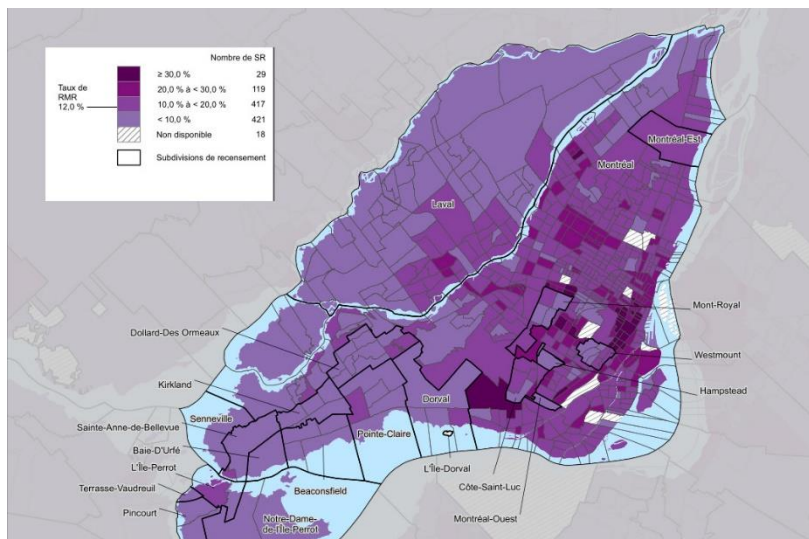 Nombre de SR
≥ 30,0 % 29
20,0 % à < 30,0 % 119
Taux de
RMR
12,0 %
10,0 % à < 20,0 % 417
< 10,0 % 421
Non disponible 18
Subdivisions de recensement
Montréal-Est
Montréal
Laval
Mont-Royal
Dollard-Des Ormeaux
Westmount
Kirkland
Hampstead
Dorval
Senneville
Sainte-Anne-de-Bellevue
Pointe-Claire
Baie-D'Urfé
L'Île-Perrot
L'Île-Dorval
Terrasse-Vaudreuil
Côte-Saint-Luc
Beaconsfield
Pincourt
Montréal-Ouest
Notre-Dame-
de-l'Île-Perrot